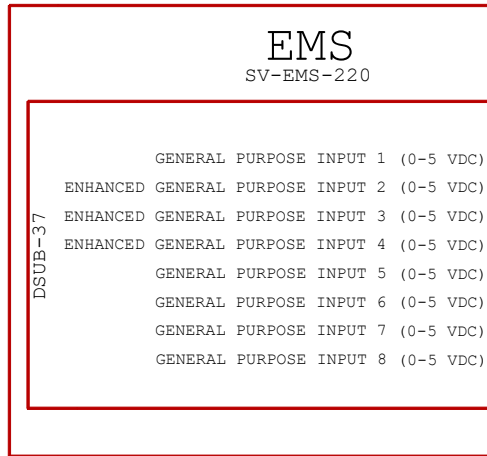 EMS
SV-EMS-220
DSUB-37
GENERAL PURPOSE INPUT 1 (0-5 VDC)
ENHANCED GENERAL PURPOSE INPUT 2 (0-5 VDC)
ENHANCED GENERAL PURPOSE INPUT 3 (0-5 VDC)
ENHANCED GENERAL PURPOSE INPUT 4 (0-5 VDC)
GENERAL PURPOSE INPUT 5 (0-5 VDC)
GENERAL PURPOSE INPUT 6 (0-5 VDC)
GENERAL PURPOSE INPUT 7 (0-5 VDC)
GENERAL PURPOSE INPUT 8 (0-5 VDC)